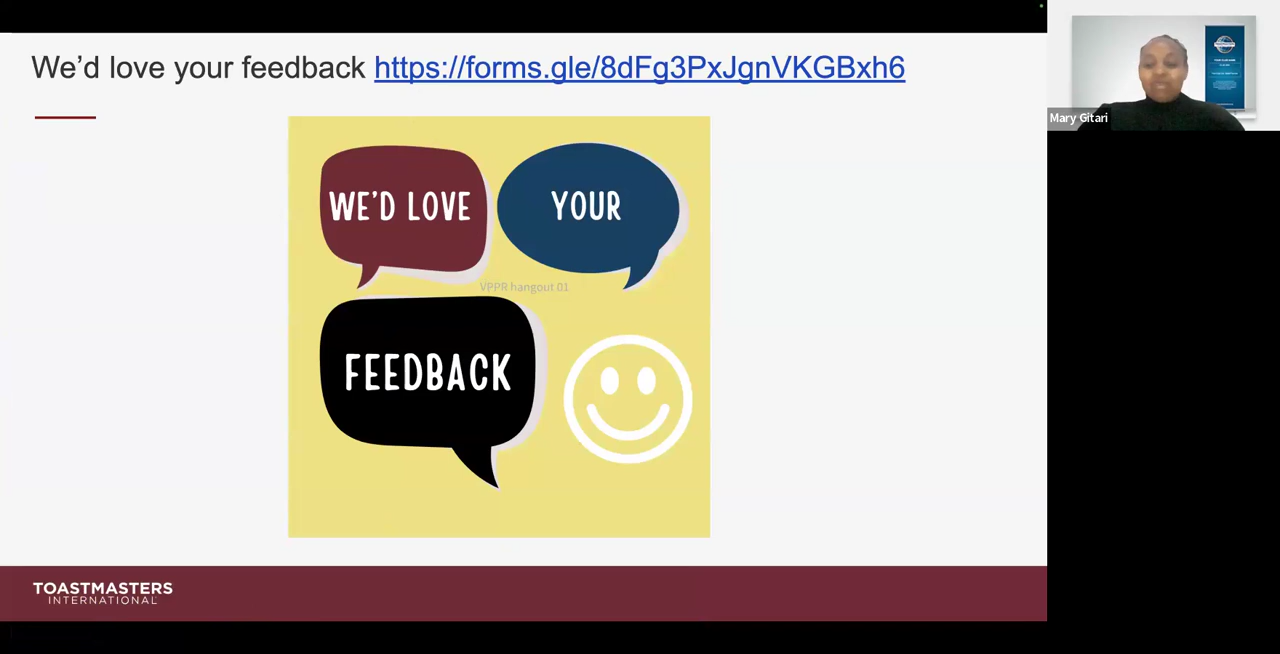 We'd love your feedback https://forms.gle/8dFg3PxJgnVKGBxh6
WE'D LOVE
YOUR
VPPR hangout 01
FEEDBACK
TOASTMASTERS
INTERNATIONAL
Mary Gitari